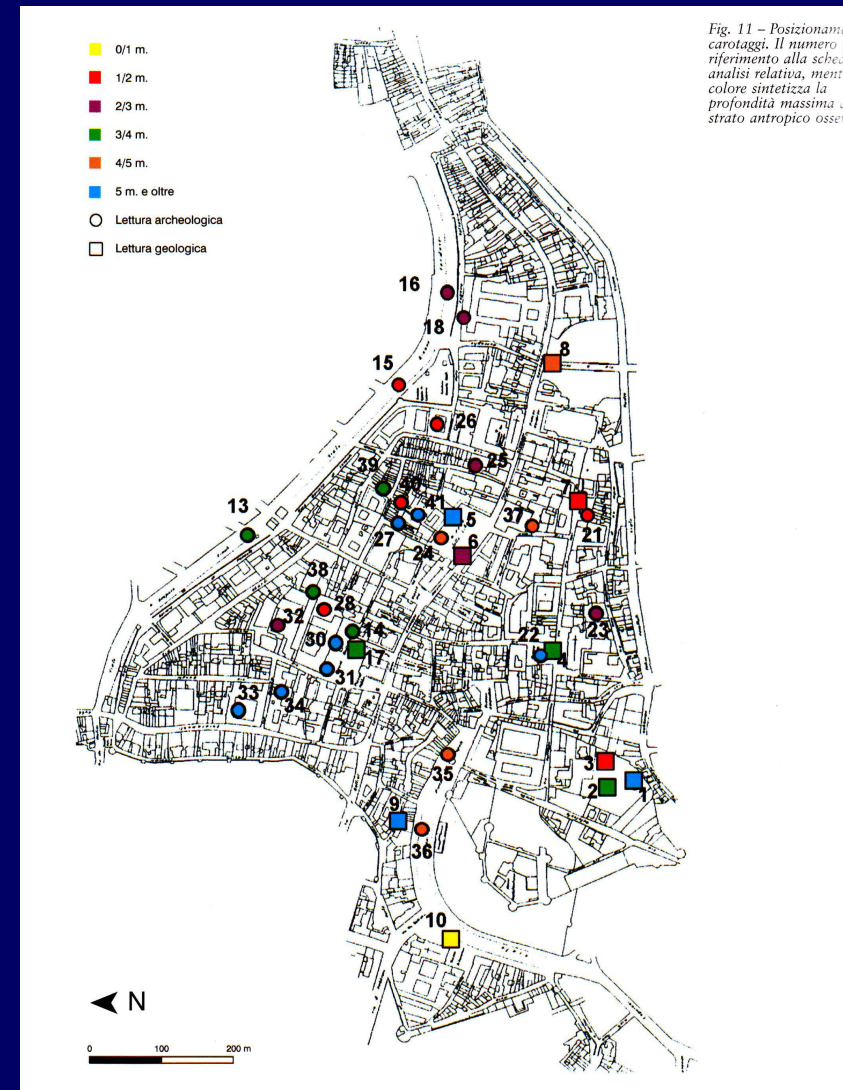 Fig. 11 – Posizionam
carotaggi. Il numero
riferimento alla sche
analisi relativa, ment
colore sintetizza la
profondità massima
strato antropico osse
0/1 m.
1/2 m.
2/3 m.
3/4 m.
4/5 m.
5 m. e oltre
Lettura archeologica
Lettura geologica
16
18
8
15
26
25
39
40
41
5
7
13
27
24
6
37
21
38
28
32
14
30
17
22
4
23
31
33
34
35
3
2
1
9
36
10
N
0 100 200 m